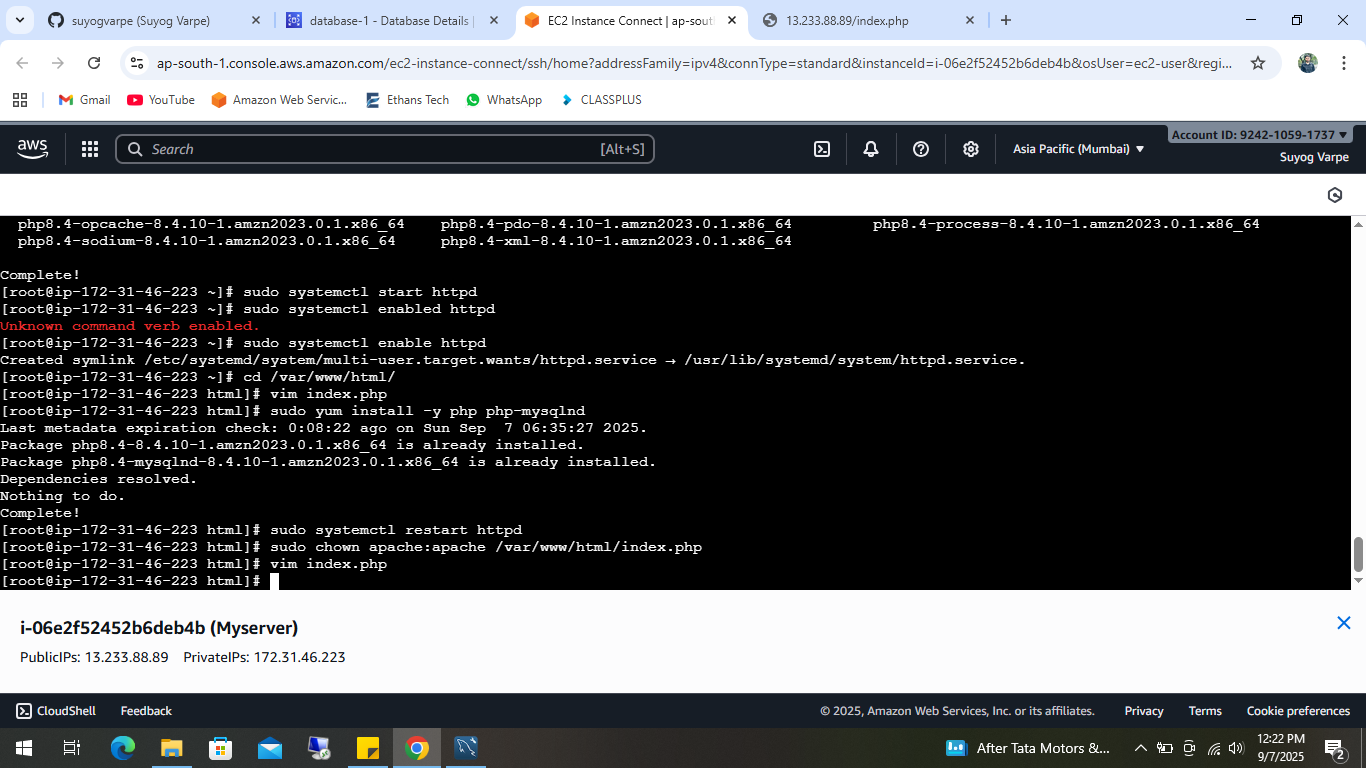 suyogvarpe (Suyog Varpe)
database-1 - Database Details
EC2 Instance Connect | ap-sout
13.233.88.89/index.php
ap-south-1.console.aws.amazon.com/ec2-instance-connect/ssh/home?addressFamily=ipv4&connType=standard&instanceId=i-06e2f52452b6deb4b&osUser=ec2-user&regi...
Gmail
YouTube
Amazon Web Servic...
Ethans Tech
WhatsApp
CLASSPLUS
aws
Search
[Alt+S]
Asia Pacific (Mumbai)
Account ID: 9242-1059-1737
Suyog Varpe
php8.4-opcache-8.4.10-1.amzn2023.0.1.x86_64 php8.4-pdo-8.4.10-1.amzn2023.0.1.x86_64 php8.4-process-8.4.10-1.amzn2023.0.1.x86_64
php8.4-sodium-8.4.10-1.amzn2023.0.1.x86_64 php8.4-xml-8.4.10-1.amzn2023.0.1.x86_64
Complete!
[root@ip-172-31-46-223 ~]# sudo systemctl start httpd
[root@ip-172-31-46-223 ~]# sudo systemctl enabled httpd
Unknown command verb enabled.
[root@ip-172-31-46-223 ~]# sudo systemctl enable httpd
Created symlink /etc/systemd/system/multi-user.target.wants/httpd.service → /usr/lib/systemd/system/httpd.service.
[root@ip-172-31-46-223 ~]# cd /var/www/html/
[root@ip-172-31-46-223 html]# vim index.php
[root@ip-172-31-46-223 html]# sudo yum install -y php php-mysqlnd
Last metadata expiration check: 0:08:22 ago on Sun Sep  7 06:35:27 2025.
Package php8.4-8.4.10-1.amzn2023.0.1.x86_64 is already installed.
Package php8.4-mysqlnd-8.4.10-1.amzn2023.0.1.x86_64 is already installed.
Dependencies resolved.
Nothing to do.
Complete!
[root@ip-172-31-46-223 html]# sudo systemctl restart httpd
[root@ip-172-31-46-223 html]# sudo chown apache:apache /var/www/html/index.php
[root@ip-172-31-46-223 html]# vim index.php
[root@ip-172-31-46-223 html]#
i-06e2f52452b6deb4b (Myserver)
PublicIPs: 13.233.88.89 PrivateIPs: 172.31.46.223
CloudShell
Feedback
© 2025, Amazon Web Services, Inc. or its affiliates.
Privacy
Terms
Cookie preferences
After Tata Motors &...
12:22 PM
9/7/2025
2